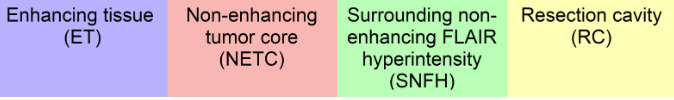 Enhancing tissue
(ET)
Non-enhancing
tumor core
(NETC)
Surrounding non-
enhancing FLAIR
hyperintensity
(SNFH)
Resection cavity
(RC)